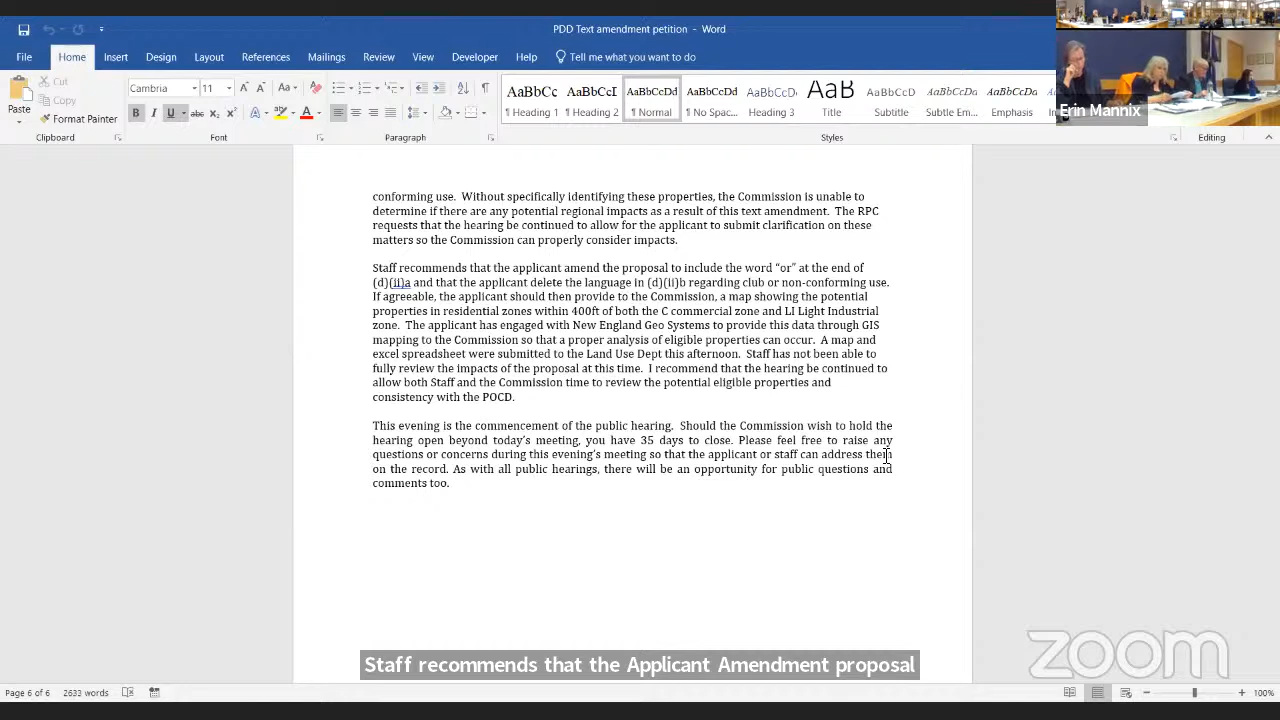 PDD Text amendment petition - Word
File Home Insert Design Layout References Mailings Review View Developer Help Tell me what you want to do
Cut
Copy
Paste
Format Painter
Clipboard
Cambria 11
Font
Paragraph
AaBbCc AaBbCcI AaBbCcDd AaBbCcDd AaBbCcD AaB AaBbCcDd AaBbCcDd AaBbCcDd
¶ Heading 1 ¶ Heading 2 ¶ Normal ¶ No Spac... Heading 3 Title Subtitle Subtle Em... Emphasis
Styles
Editing
Erin Mannix
conforming use. Without specifically identifying these properties, the Commission is unable to
determine if there are any potential regional impacts as a result of this text amendment. The RPC
requests that the hearing be continued to allow for the applicant to submit clarification on these
matters so the Commission can properly consider impacts.
Staff recommends that the applicant amend the proposal to include the word “or” at the end of
(d)(ii)a and that the applicant delete the language in (d)(ii)b regarding club or non-conforming use.
If agreeable, the applicant should then provide to the Commission, a map showing the potential
properties in residential zones within 400ft of both the C commercial zone and LI Light Industrial
zone. The applicant has engaged with New England Geo Systems to provide this data through GIS
mapping to the Commission so that a proper analysis of eligible properties can occur. A map and
excel spreadsheet were submitted to the Land Use Dept this afternoon. Staff has not been able to
fully review the impacts of the proposal at this time. I recommend that the hearing be continued to
allow both Staff and the Commission time to review the potential eligible properties and
consistency with the POCD.
This evening is the commencement of the public hearing. Should the Commission wish to hold the
hearing open beyond today’s meeting, you have 35 days to close. Please feel free to raise any
questions or concerns during this evening’s meeting so that the applicant or staff can address them
on the record. As with all public hearings, there will be an opportunity for public questions and
comments too.
zoom
Staff recommends that the Applicant Amendment proposal
Page 6 of 6 2633 words 100%